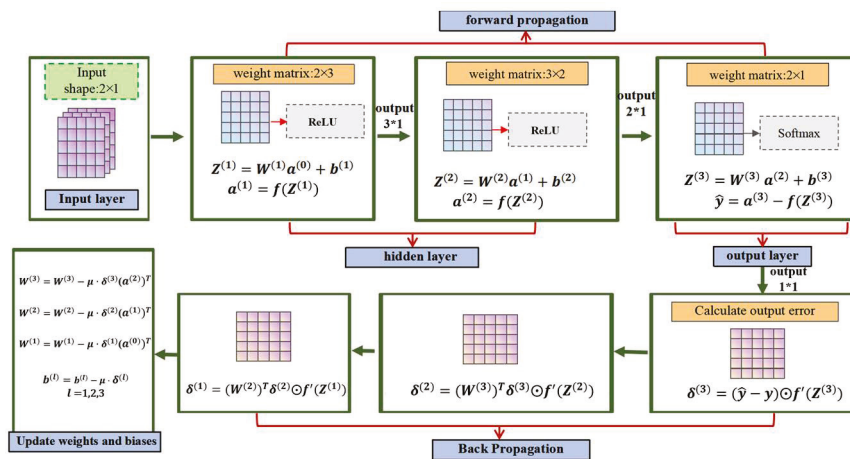 forward propagation
Input
shape:2×1
Input layer
weight matrix:2×3
ReLU
Z⁽¹⁾ = W⁽¹⁾a⁽⁰⁾ + b⁽¹⁾
a⁽¹⁾ = f(Z⁽¹⁾)
output
3*1
weight matrix:3×2
ReLU
Z⁽²⁾ = W⁽²⁾a⁽¹⁾ + b⁽²⁾
a⁽²⁾ = f(Z⁽²⁾)
output
2*1
weight matrix:2×1
Softmax
Z⁽³⁾ = W⁽³⁾ a⁽²⁾ + b⁽³⁾
ŷ = a⁽³⁾ − f(Z⁽³⁾)
hidden layer
output layer
output
1*1
Calculate output error
δ⁽³⁾ = (ŷ − y)⊙f′(Z⁽³⁾)
δ⁽²⁾ = (W⁽³⁾)ᵀδ⁽³⁾⊙f′(Z⁽²⁾)
δ⁽¹⁾ = (W⁽²⁾)ᵀδ⁽²⁾⊙f′(Z⁽¹⁾)
W⁽³⁾ = W⁽³⁾ − μ · δ⁽³⁾(a⁽²⁾)ᵀ
W⁽²⁾ = W⁽²⁾ − μ · δ⁽²⁾(a⁽¹⁾)ᵀ
W⁽¹⁾ = W⁽¹⁾ − μ · δ⁽¹⁾(a⁽⁰⁾)ᵀ
b⁽ˡ⁾ = b⁽ˡ⁾ − μ · δ⁽ˡ⁾
l =1,2,3
Update weights and biases
Back Propagation